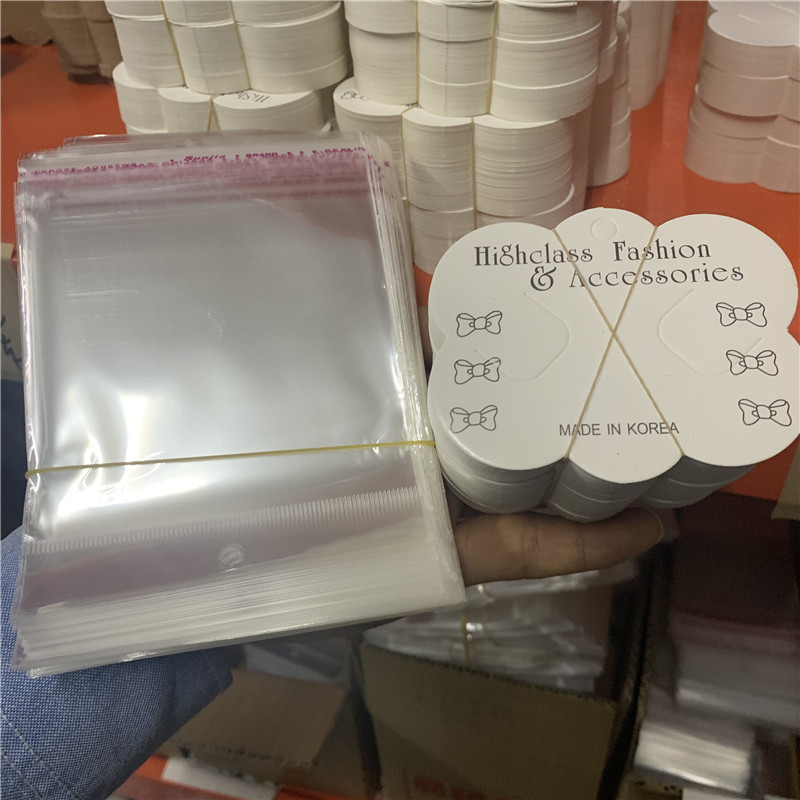 Highclass Fashion
& Accessories
MADE IN KOREA